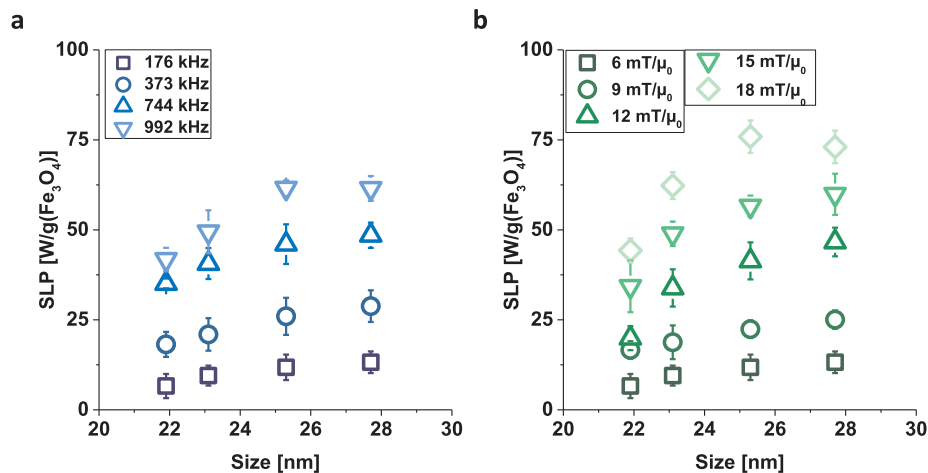 a
100
75
50
25
0
SLP [W/g(Fe₃O₄)]
176 kHz
373 kHz
744 kHz
992 kHz
20 22 24 26 28 30
Size [nm]
b
100
75
50
25
0
SLP [W/g(Fe₃O₄)]
6 mT/μ₀
9 mT/μ₀
12 mT/μ₀
15 mT/μ₀
18 mT/μ₀
20 22 24 26 28 30
Size [nm]